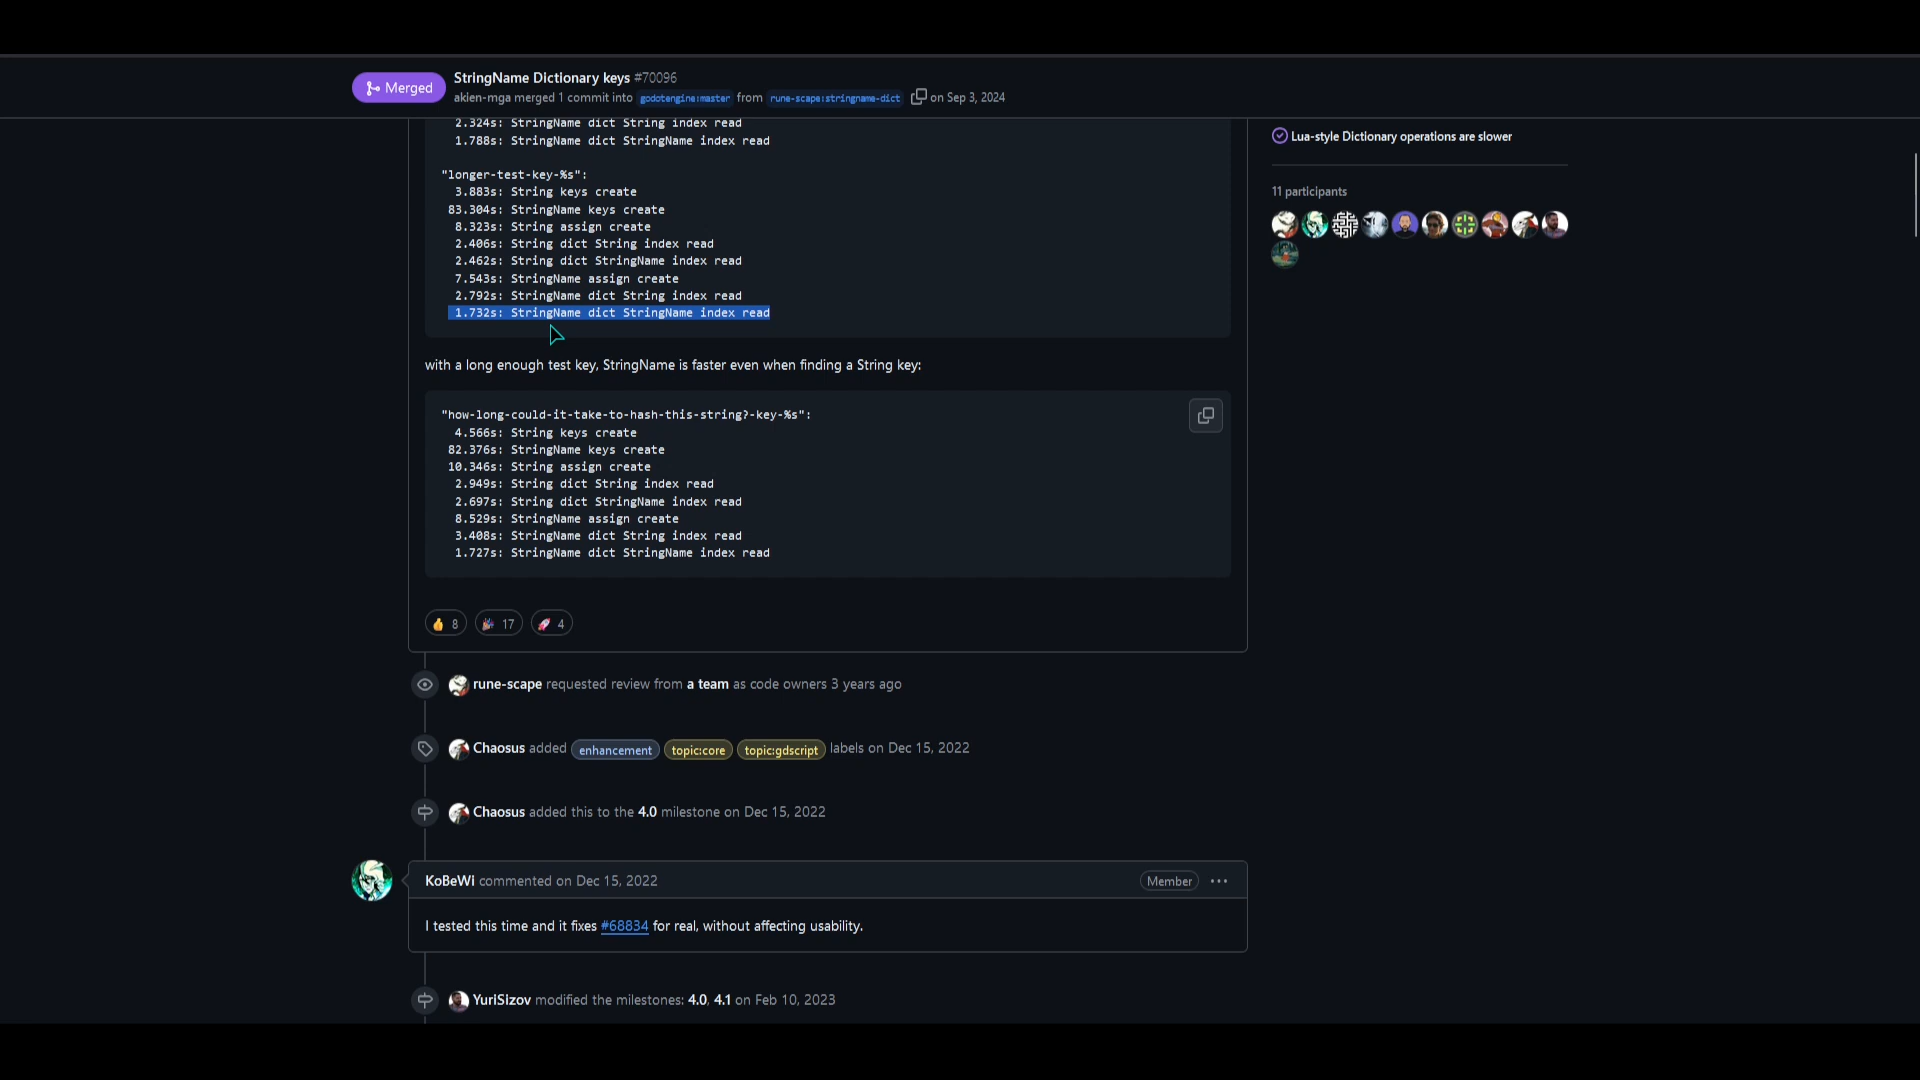 Merged
StringName Dictionary keys #70096
akien-mga merged 1 commit into godotengine:master from rune-scape:stringname-dict on Sep 3, 2024
2.324s: StringName dict String index read
1.788s: StringName dict StringName index read
"longer-test-key-%s":
3.883s: String keys create
83.304s: StringName keys create
8.323s: String assign create
2.406s: String dict String index read
2.462s: String dict StringName index read
7.543s: StringName assign create
2.792s: StringName dict String index read
1.732s: StringName dict StringName index read
with a long enough test key, StringName is faster even when finding a String key:
"how-long-could-it-take-to-hash-this-string?-key-%s":
4.566s: String keys create
82.376s: StringName keys create
10.346s: String assign create
2.949s: String dict String index read
2.697s: String dict StringName index read
8.529s: StringName assign create
3.408s: StringName dict String index read
1.727s: StringName dict StringName index read
8 17 4
rune-scape requested review from a team as code owners 3 years ago
Chaosus added enhancement topic:core topic:gdscript labels on Dec 15, 2022
Chaosus added this to the 4.0 milestone on Dec 15, 2022
KoBeWi commented on Dec 15, 2022
Member
I tested this time and it fixes #68834 for real, without affecting usability.
YuriSizov modified the milestones: 4.0, 4.1 on Feb 10, 2023
Lua-style Dictionary operations are slower
11 participants